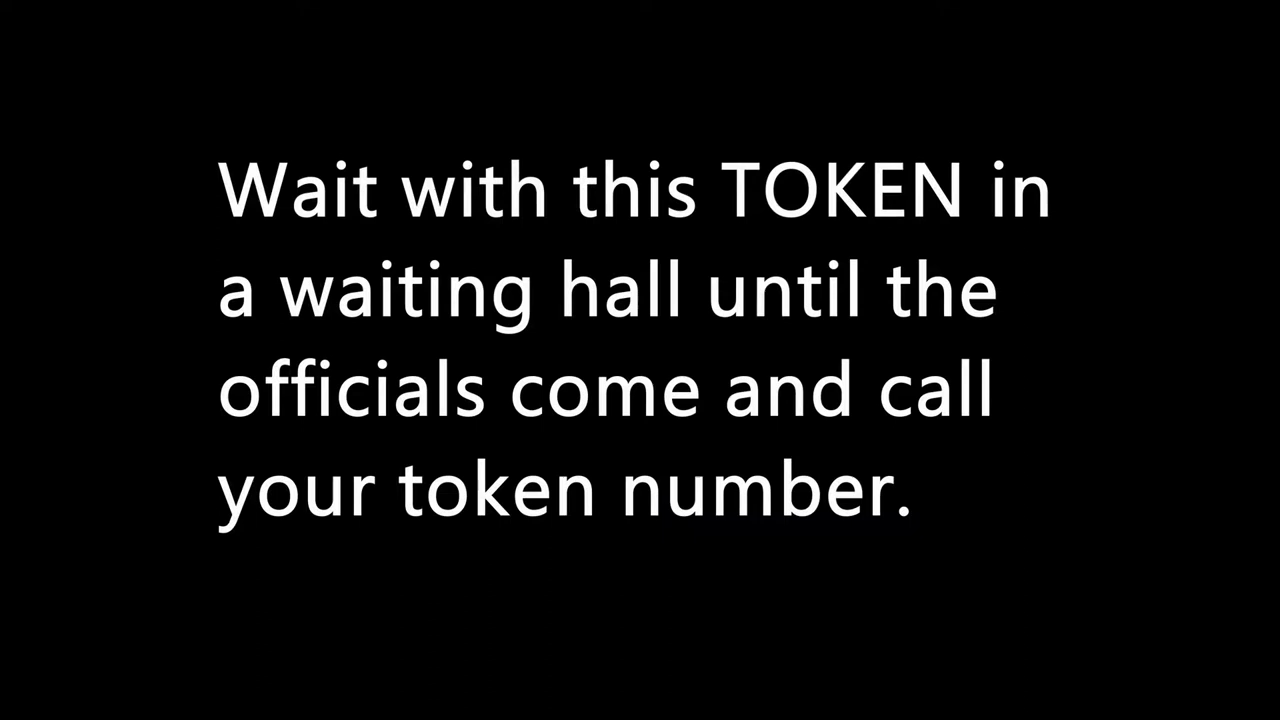 Wait with this TOKEN in
a waiting hall until the
officials come and call
your token number.